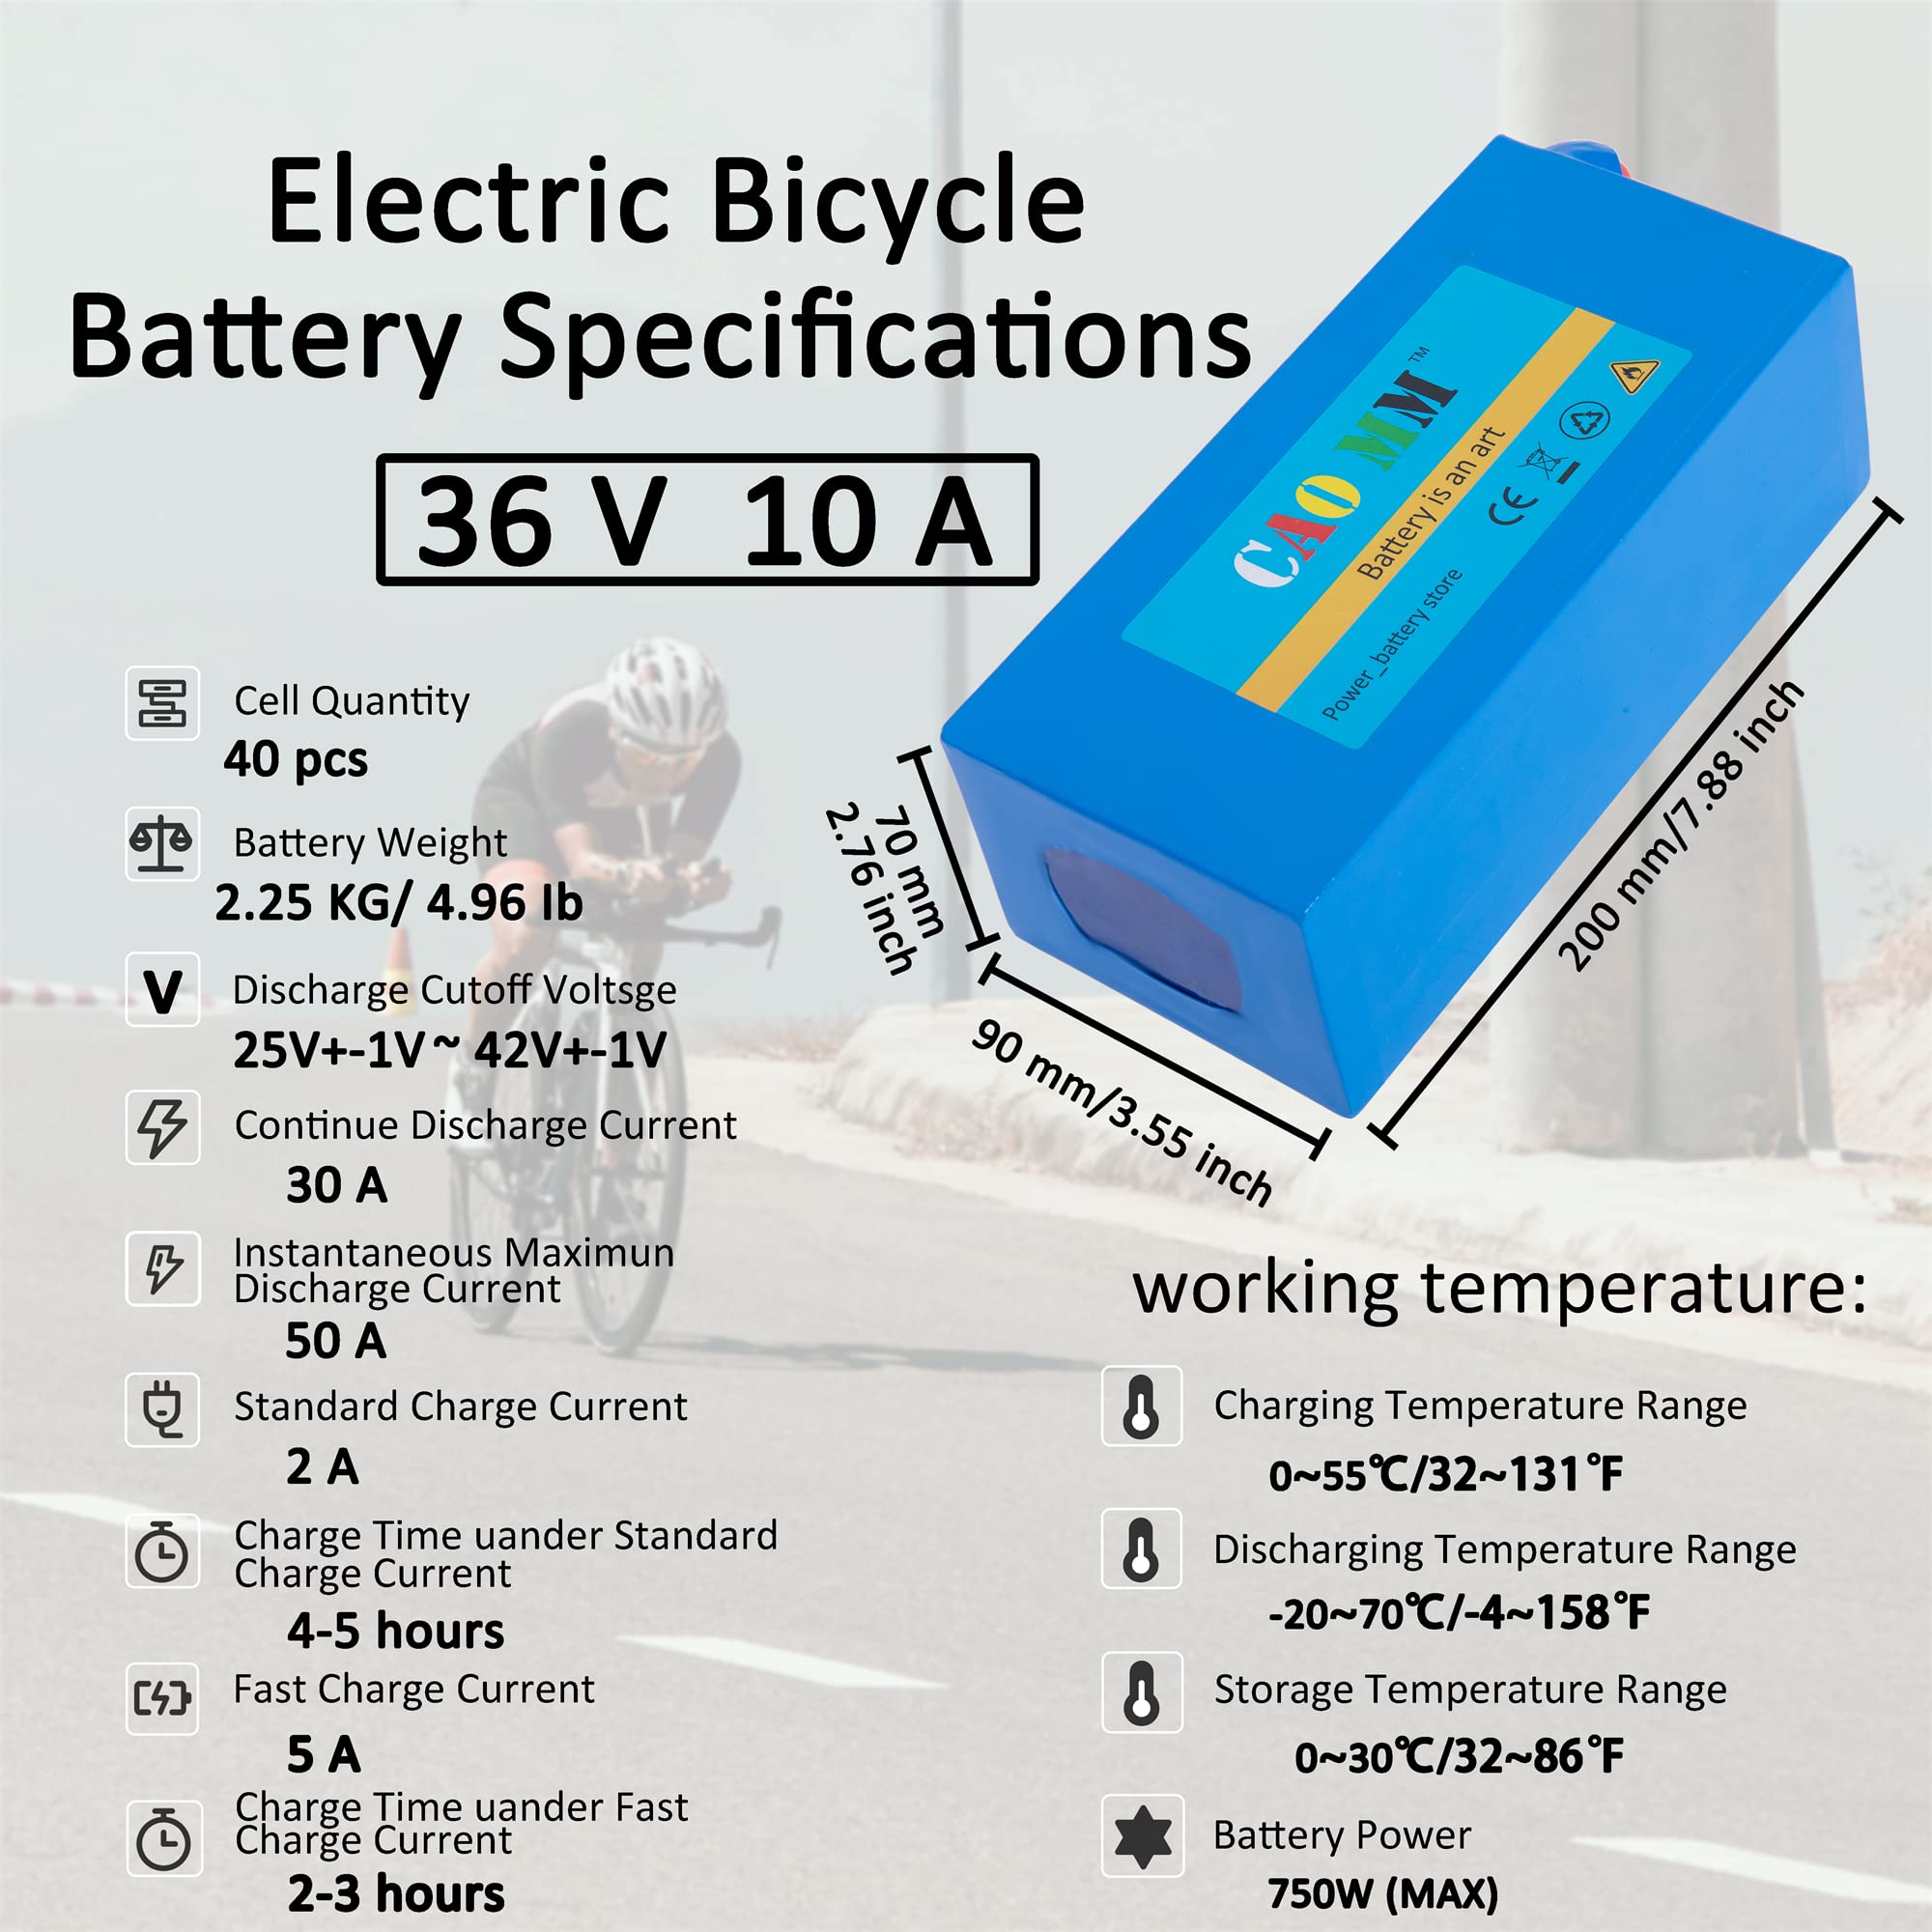 Electric Bicycle
Battery Specifications
36 V 10 A
CAO MM™
Battery is an art
Power_battery store
CE
70 mm
2.76 inch
90 mm/3.55 inch
200 mm/7.88 inch
Cell Quantity
40 pcs
Battery Weight
2.25 KG/ 4.96 lb
V
Discharge Cutoff Voltsge
25V+-1V~ 42V+-1V
Continue Discharge Current
30 A
Instantaneous Maximun
Discharge Current
50 A
Standard Charge Current
2 A
Charge Time uander Standard
Charge Current
4-5 hours
Fast Charge Current
5 A
Charge Time uander Fast
Charge Current
2-3 hours
working temperature:
Charging Temperature Range
0~55℃/32~131°F
Discharging Temperature Range
-20~70℃/-4~158°F
Storage Temperature Range
0~30℃/32~86°F
Battery Power
750W (MAX)